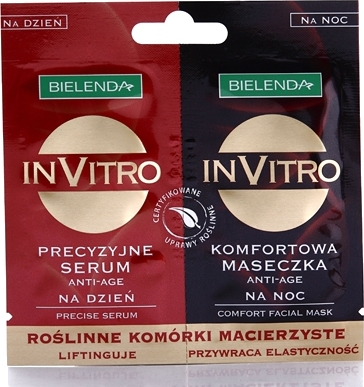 NA DZIEŃ
BIELENDA
INVITRO
PRECYZYJNE
SERUM
ANTI-AGE
NA DZIEŃ
PRECISE SERUM
NA NOC
BIELENDA
INVITRO
KOMFORTOWA
MASECZKA
ANTI-AGE
NA NOC
COMFORT FACIAL MASK
CERTYFIKOWANE
UPRAWY ROŚLINNE
ROŚLINNE KOMÓRKI MACIERZYSTE
LIFTINGUJE
PRZYWRACA ELASTYCZNOŚĆ